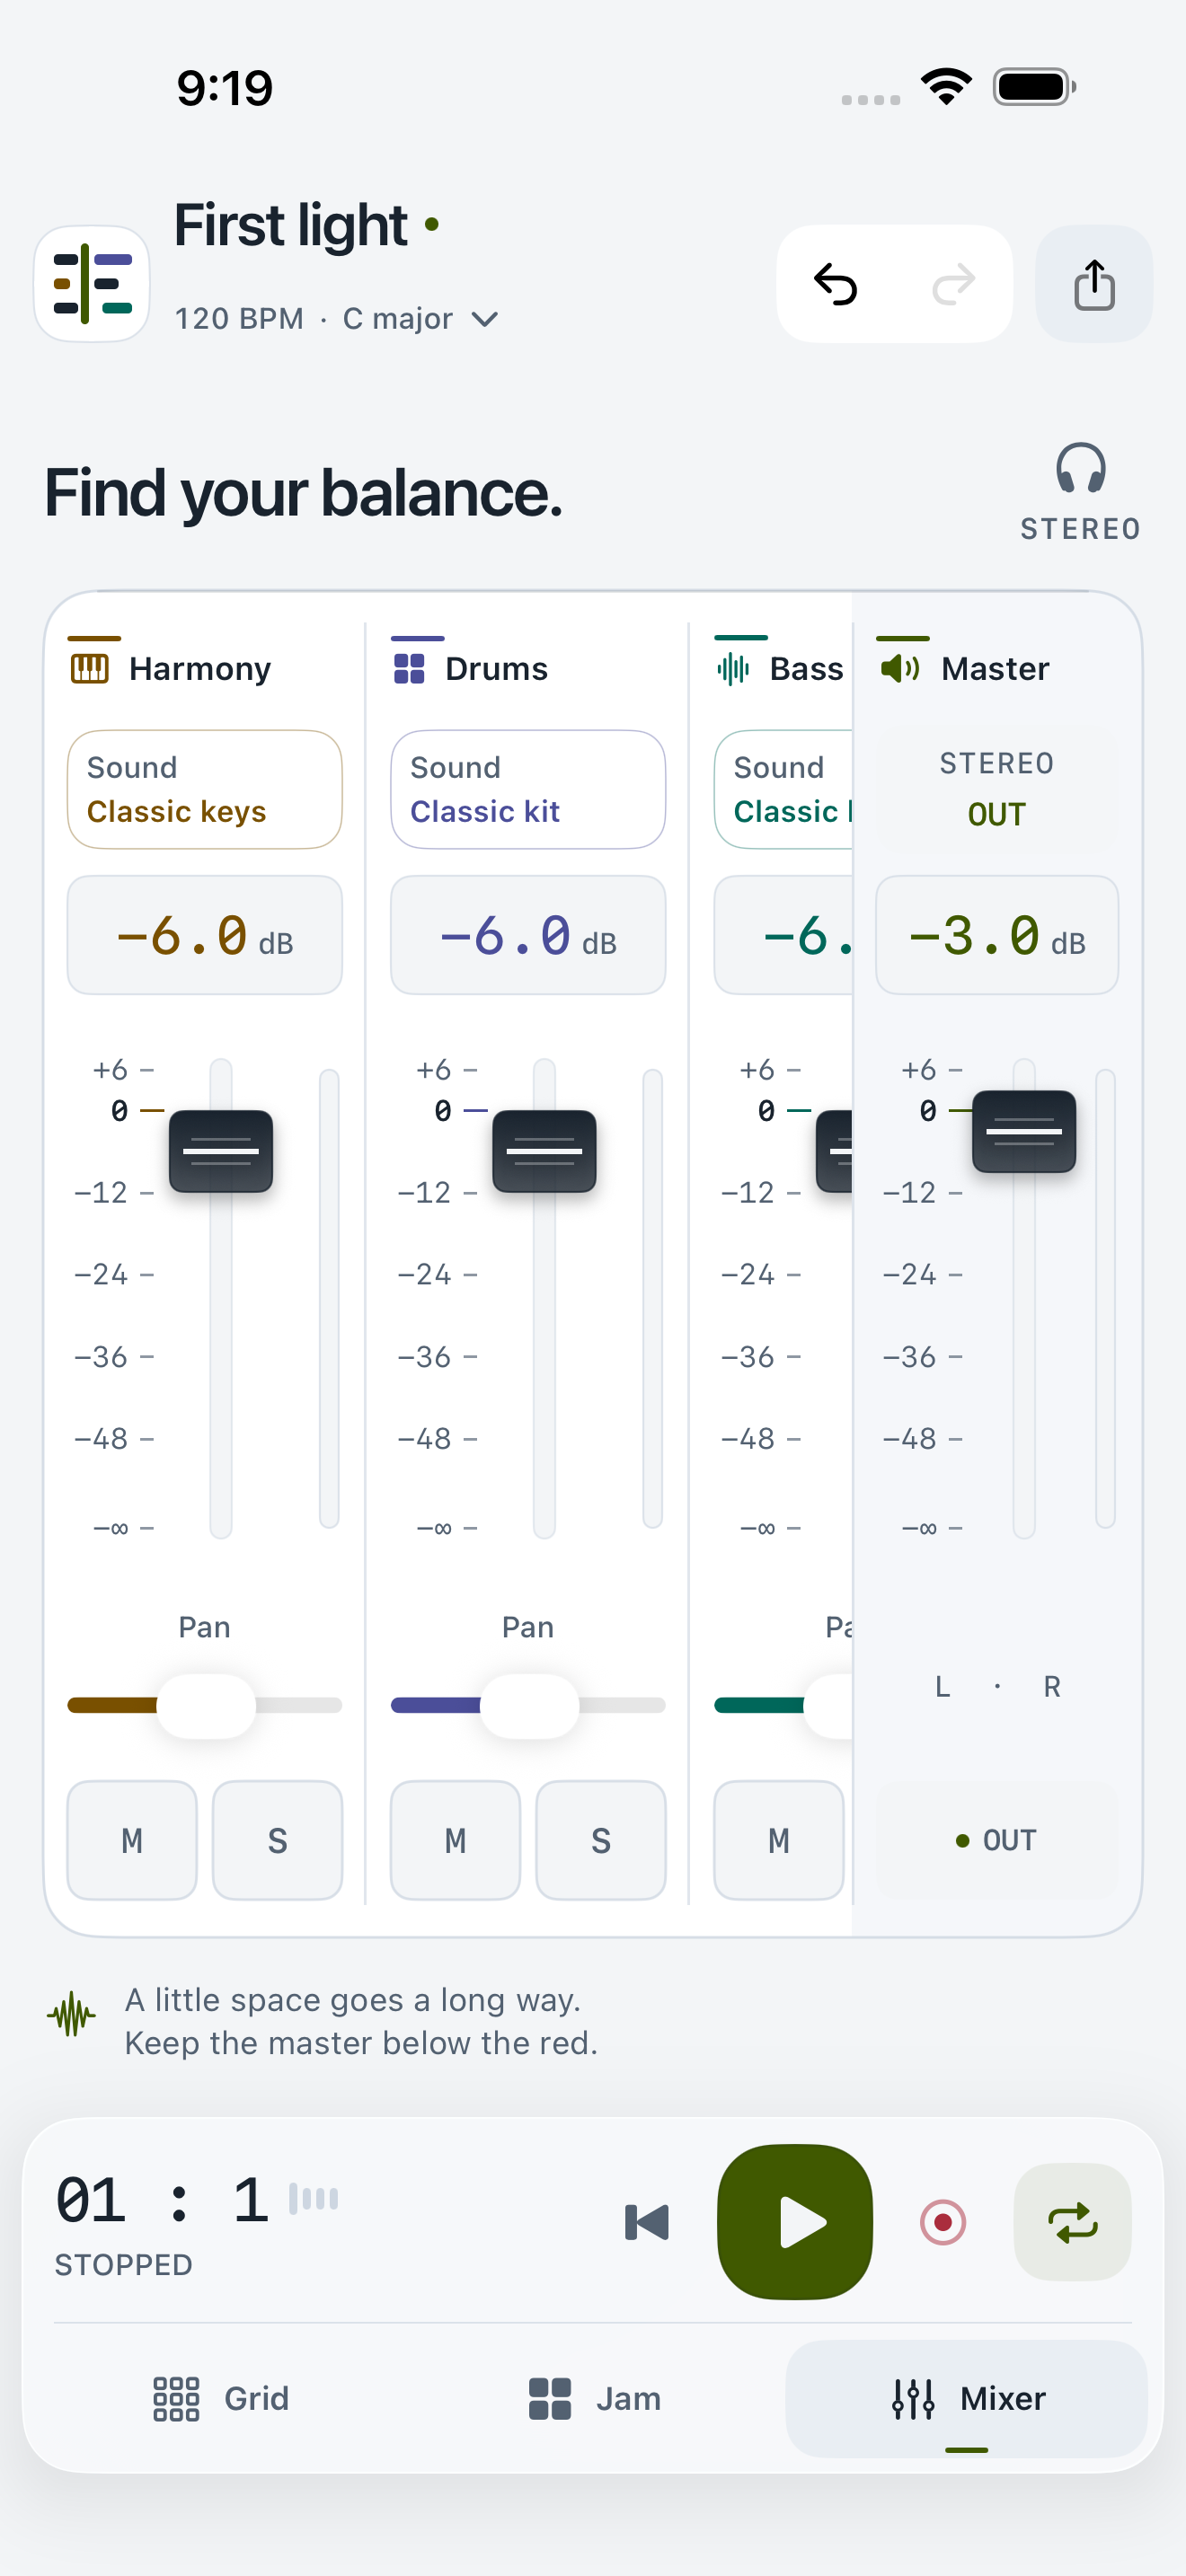 9:19
First light
120 BPM · C major
Find your balance.
STEREO
Harmony
Sound
Classic keys
−6.0 dB
+6
0
−12
−24
−36
−48
−∞
Pan
M
S
Drums
Sound
Classic kit
−6.0 dB
+6
0
−12
−24
−36
−48
−∞
Pan
M
S
Bass
Sound
Classic
−6.
+6
0
−12
−24
−36
−48
−∞
M
Master
STEREO
OUT
−3.0 dB
+6
0
−12
−24
−36
−48
−∞
L · R
OUT
A little space goes a long way.
Keep the master below the red.
01 : 1
STOPPED
Grid
Jam
Mixer